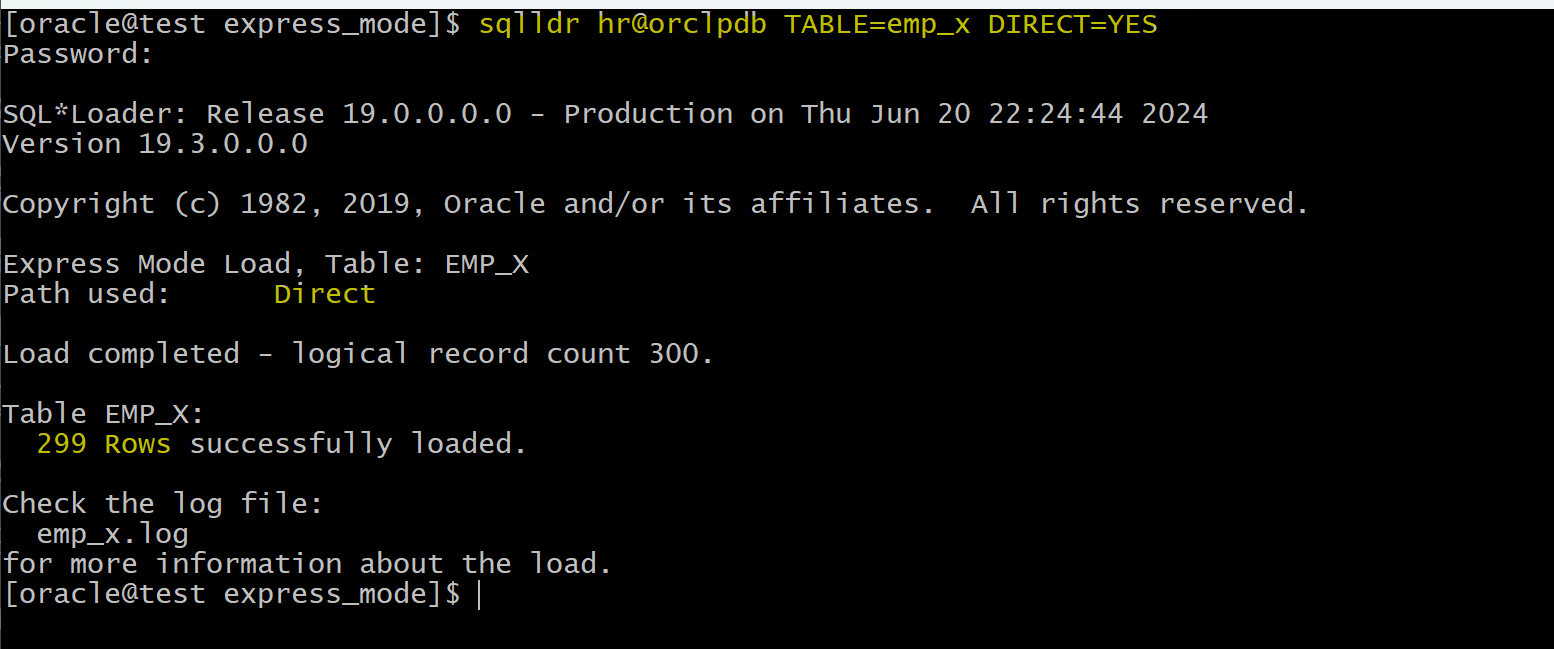 [oracle@test express_mode]$ sqlldr hr@orclpdb TABLE=emp_x DIRECT=YES
Password:
SQL*Loader: Release 19.0.0.0.0 - Production on Thu Jun 20 22:24:44 2024
Version 19.3.0.0.0
Copyright (c) 1982, 2019, Oracle and/or its affiliates.  All rights reserved.
Express Mode Load, Table: EMP_X
Path used:      Direct
Load completed - logical record count 300.
Table EMP_X:
  299 Rows successfully loaded.
Check the log file:
  emp_x.log
for more information about the load.
[oracle@test express_mode]$